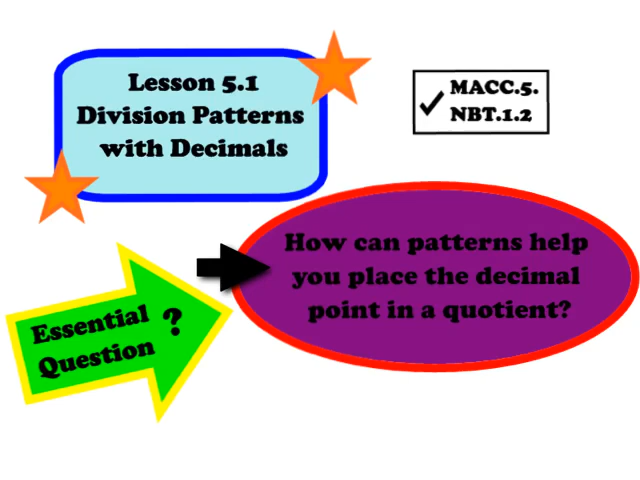 Lesson 5.1
Division Patterns
with Decimals
MACC.5.
NBT.1.2
How can patterns help
you place the decimal
point in a quotient?
Essential
Question ?